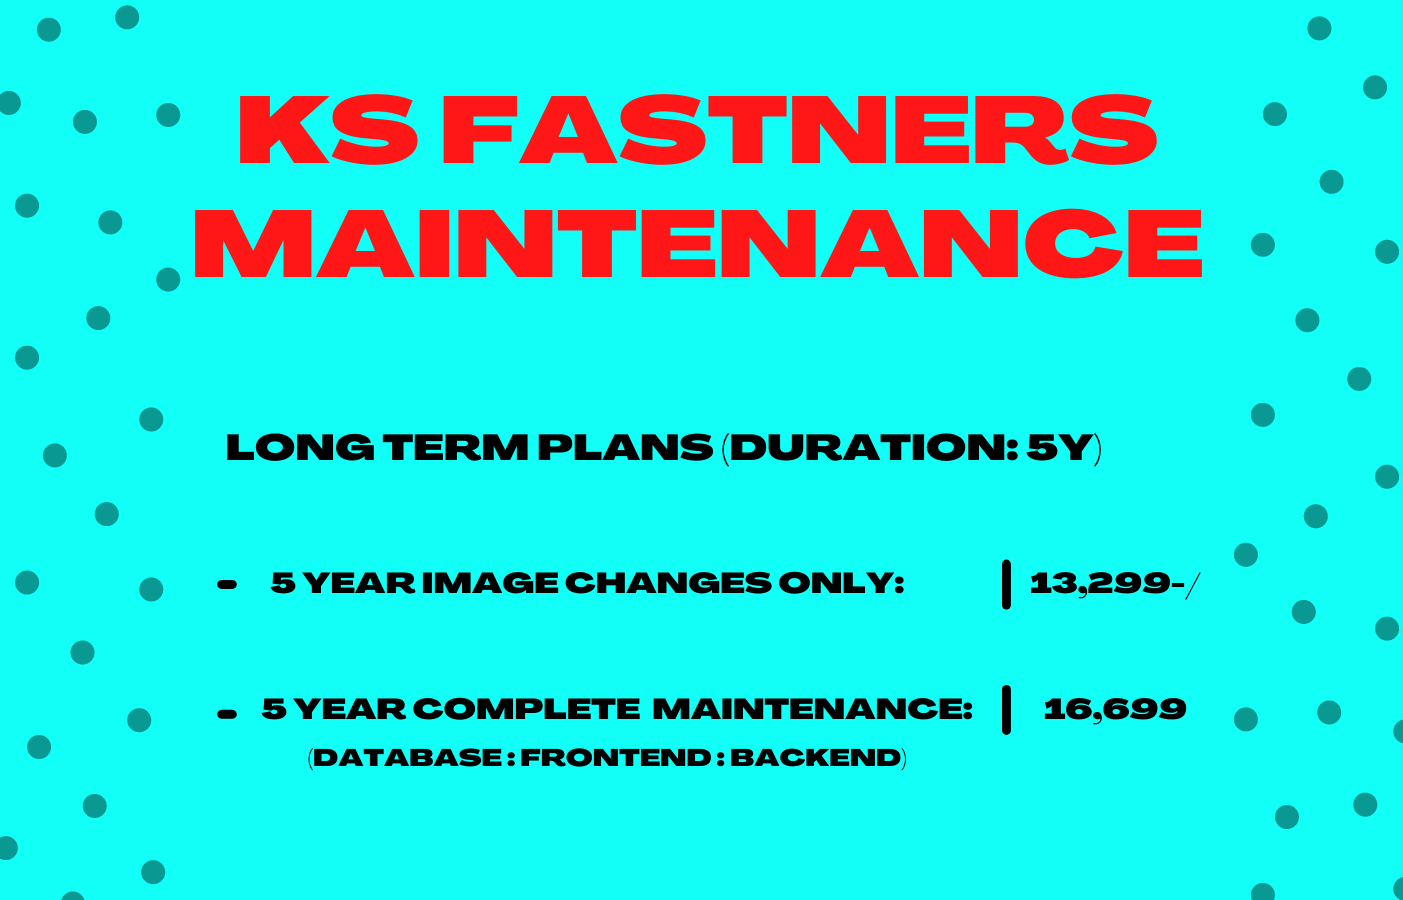 KS FASTNERS
MAINTENANCE
LONG TERM PLANS (DURATION: 5Y)
- 5 YEAR IMAGE CHANGES ONLY: | 13,299-/
- 5 YEAR COMPLETE MAINTENANCE: | 16,699
(DATABASE : FRONTEND : BACKEND)